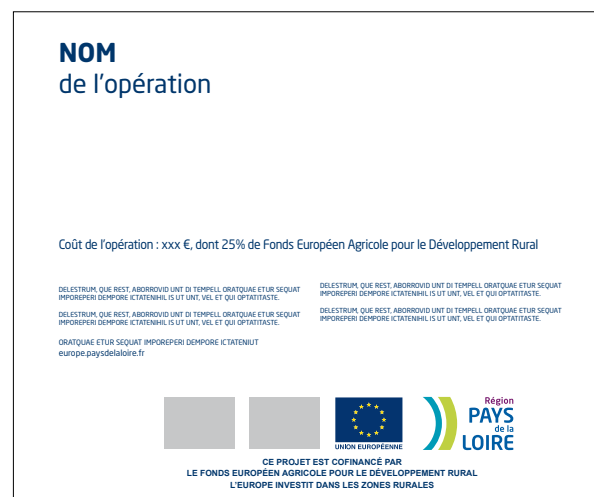 NOM
de l'opération
Coût de l'opération : xxx €, dont 25% de Fonds Européen Agricole pour le Développement Rural
DELESTRUM, QUE REST, ABORROVID UNT DI TEMPELL ORATQUAE ETUR SEQUAT
IMPOREPERI DEMPORE ICTATENIHIL IS UT UNT, VEL ET QUI OPTATITASTE.
DELESTRUM, QUE REST, ABORROVID UNT DI TEMPELL ORATQUAE ETUR SEQUAT
IMPOREPERI DEMPORE ICTATENIHIL IS UT UNT, VEL ET QUI OPTATITASTE.
ORATQUAE ETUR SEQUAT IMPOREPERI DEMPORE ICTATENIUT
europe.paysdelaloire.fr
DELESTRUM, QUE REST, ABORROVID UNT DI TEMPELL ORATQUAE ETUR SEQUAT
IMPOREPERI DEMPORE ICTATENIHIL IS UT UNT, VEL ET QUI OPTATITASTE.
DELESTRUM, QUE REST, ABORROVID UNT DI TEMPELL ORATQUAE ETUR SEQUAT
IMPOREPERI DEMPORE ICTATENIHIL IS UT UNT, VEL ET QUI OPTATITASTE.
UNION EUROPÉENNE
Région
PAYS
de la
LOIRE
CE PROJET EST COFINANCÉ PAR
LE FONDS EUROPÉEN AGRICOLE POUR LE DÉVELOPPEMENT RURAL
L'EUROPE INVESTIT DANS LES ZONES RURALES